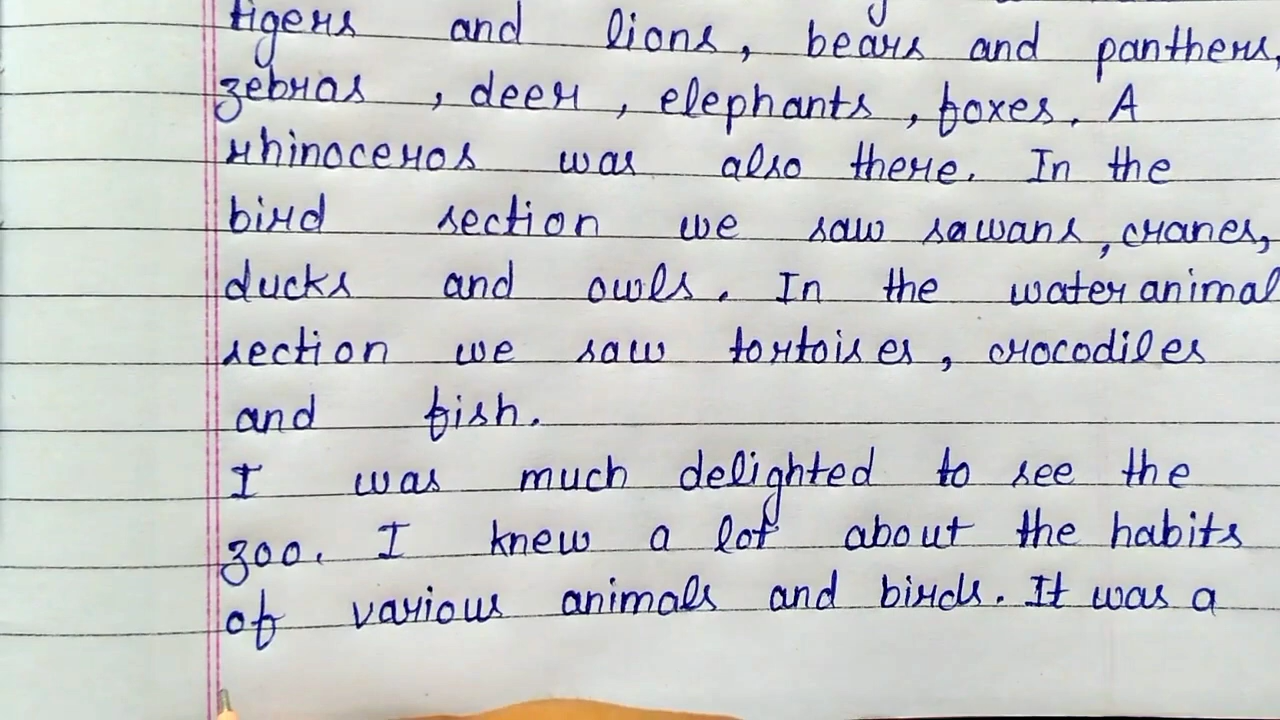 tigers and lions, bears and panthers,
zebras , deer , elephants , foxes. A
rhinoceros was also there. In the
bird section we saw sawans , cranes,
ducks and owls. In the water animal
section we saw tortoises , crocodiles
and fish.
I was much delighted to see the
zoo. I knew a lot about the habits
of various animals and birds. It was a